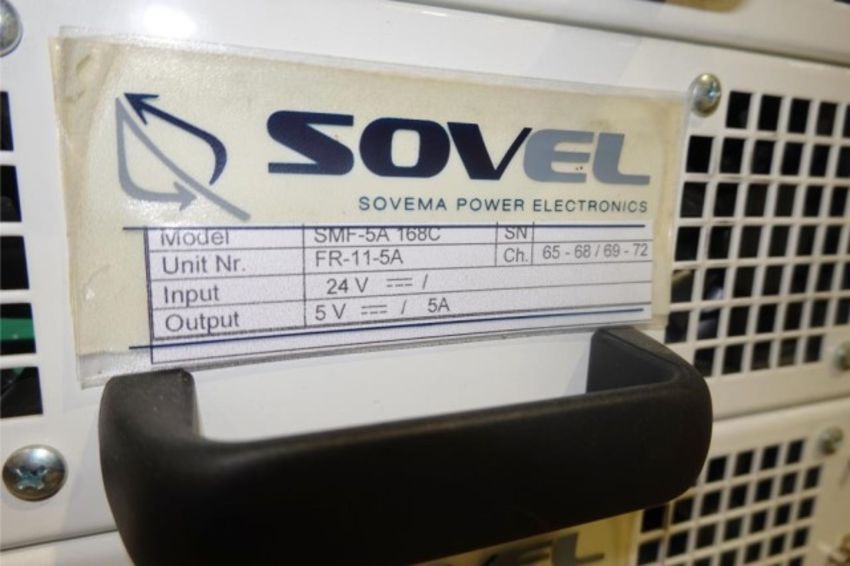 SOVEL
SOVEMA POWER ELECTRONICS
Model SMF-5A 168C SN
Unit Nr. FR-11-5A Ch. 65 - 68 / 69 - 72
Input 24 V ⎓ /
Output 5 V ⎓ / 5A
SOVEL